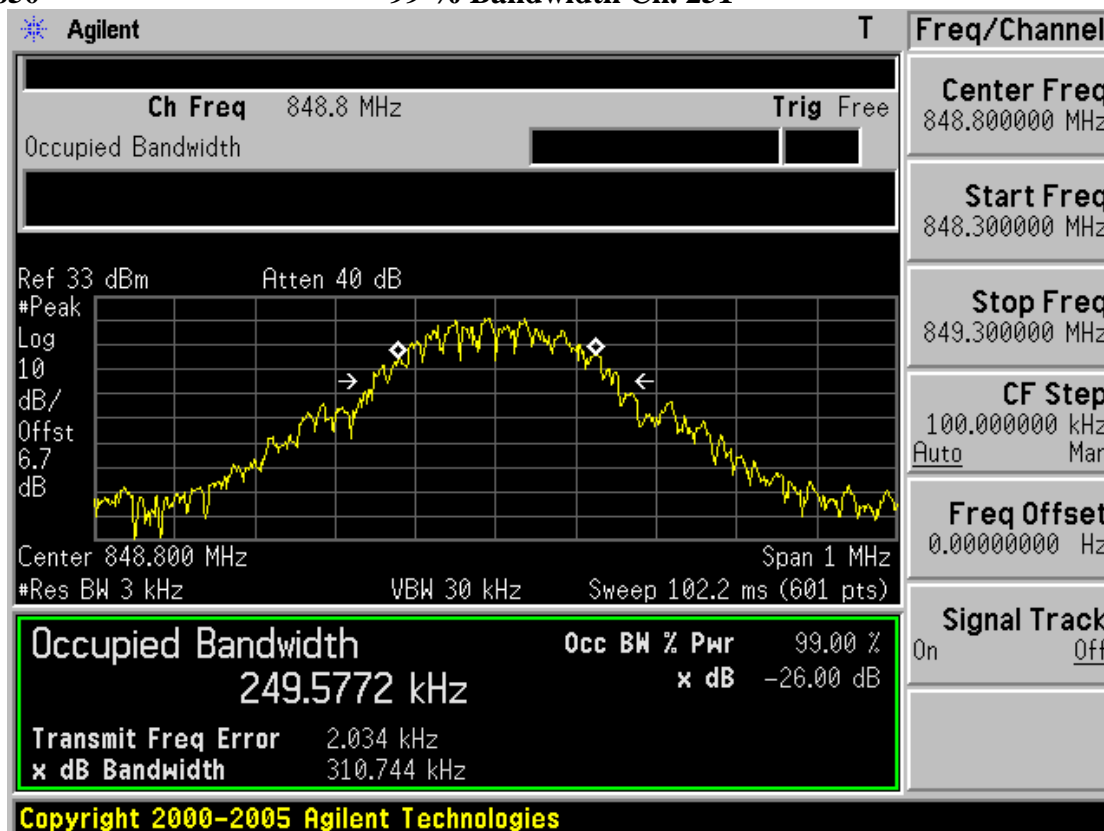 850 99 % Bandwidth Ch. 251
Agilent T Freq/Channel
Ch Freq 848.8 MHz Trig Free
Occupied Bandwidth
Center Freq
848.800000 MHz
Start Freq
848.300000 MHz
Stop Freq
849.300000 MHz
CF Step
100.000000 kHz
Auto Man
Freq Offset
0.00000000 Hz
Signal Track
On Off
Ref 33 dBm Atten 40 dB
#Peak
Log
10
dB/
Offst
6.7
dB
Center 848.800 MHz Span 1 MHz
#Res BW 3 kHz VBW 30 kHz Sweep 102.2 ms (601 pts)
Occupied Bandwidth Occ BW % Pwr 99.00 %
249.5772 kHz x dB -26.00 dB
Transmit Freq Error 2.034 kHz
x dB Bandwidth 310.744 kHz
Copyright 2000-2005 Agilent Technologies